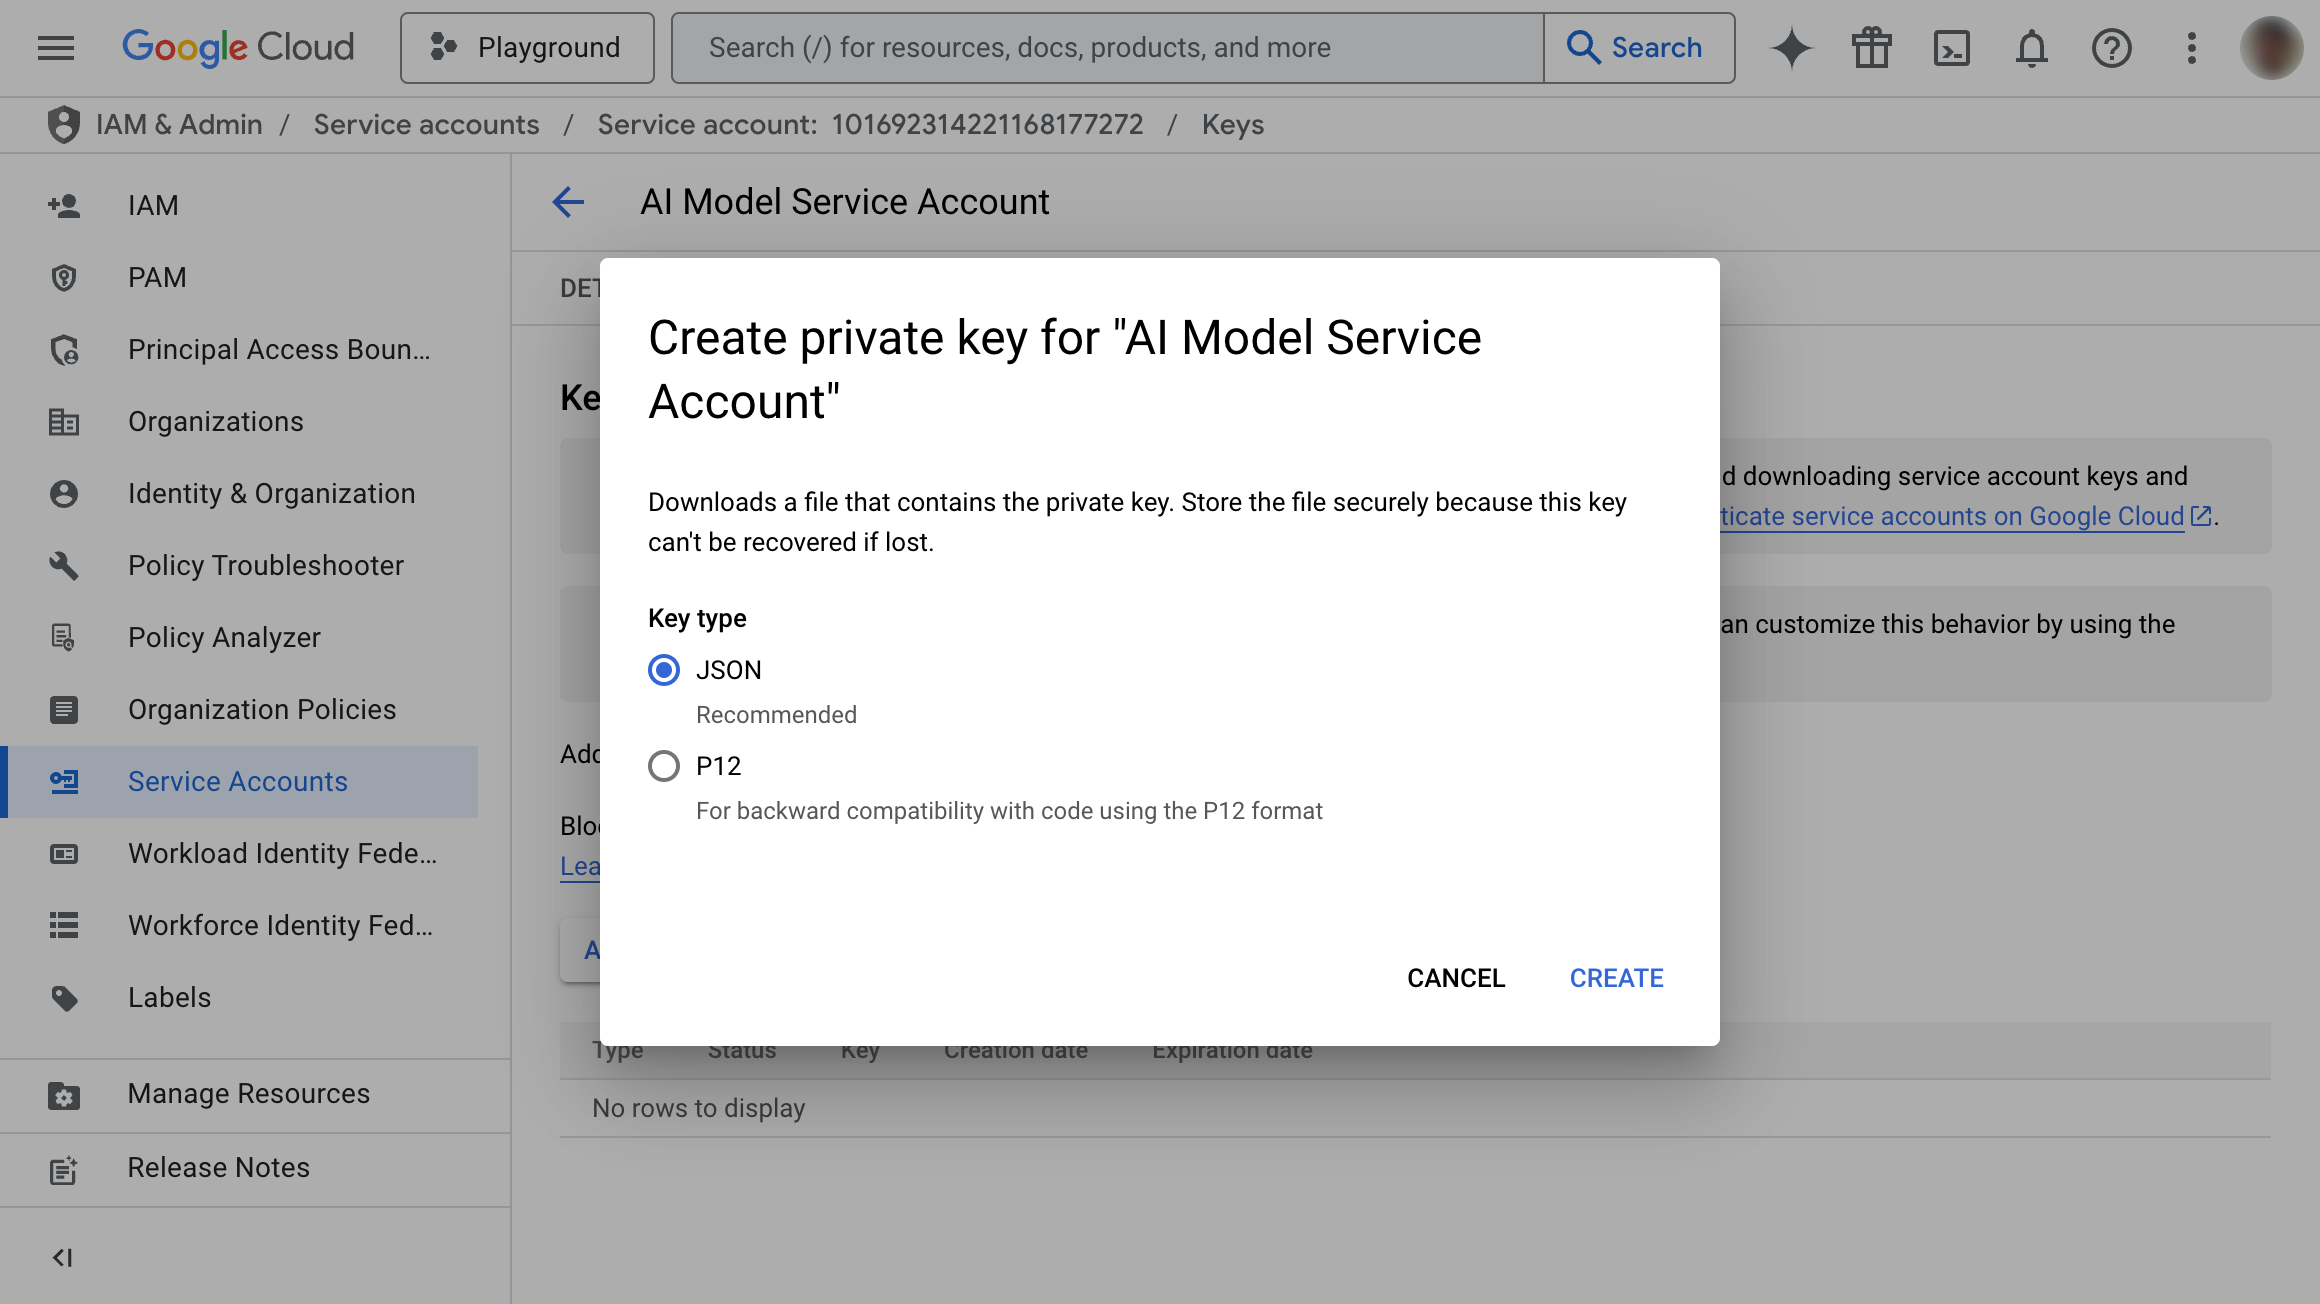 Google Cloud
Playground
Search (/) for resources, docs, products, and more
Search
IAM & Admin / Service accounts / Service account: 101692314221168177272 / Keys
IAM
PAM
Principal Access Boun...
Organizations
Identity & Organization
Policy Troubleshooter
Policy Analyzer
Organization Policies
Service Accounts
Workload Identity Fede...
Workforce Identity Fed...
Labels
Manage Resources
Release Notes
AI Model Service Account
DET
Ke
d downloading service account keys and
ticate service accounts on Google Cloud.
an customize this behavior by using the
Add
Bloc
Lea
A
Create private key for "AI Model Service
Account"
Downloads a file that contains the private key. Store the file securely because this key
can't be recovered if lost.
Key type
JSON
Recommended
P12
For backward compatibility with code using the P12 format
CANCEL
CREATE
Type Status Key Creation date Expiration date
No rows to display